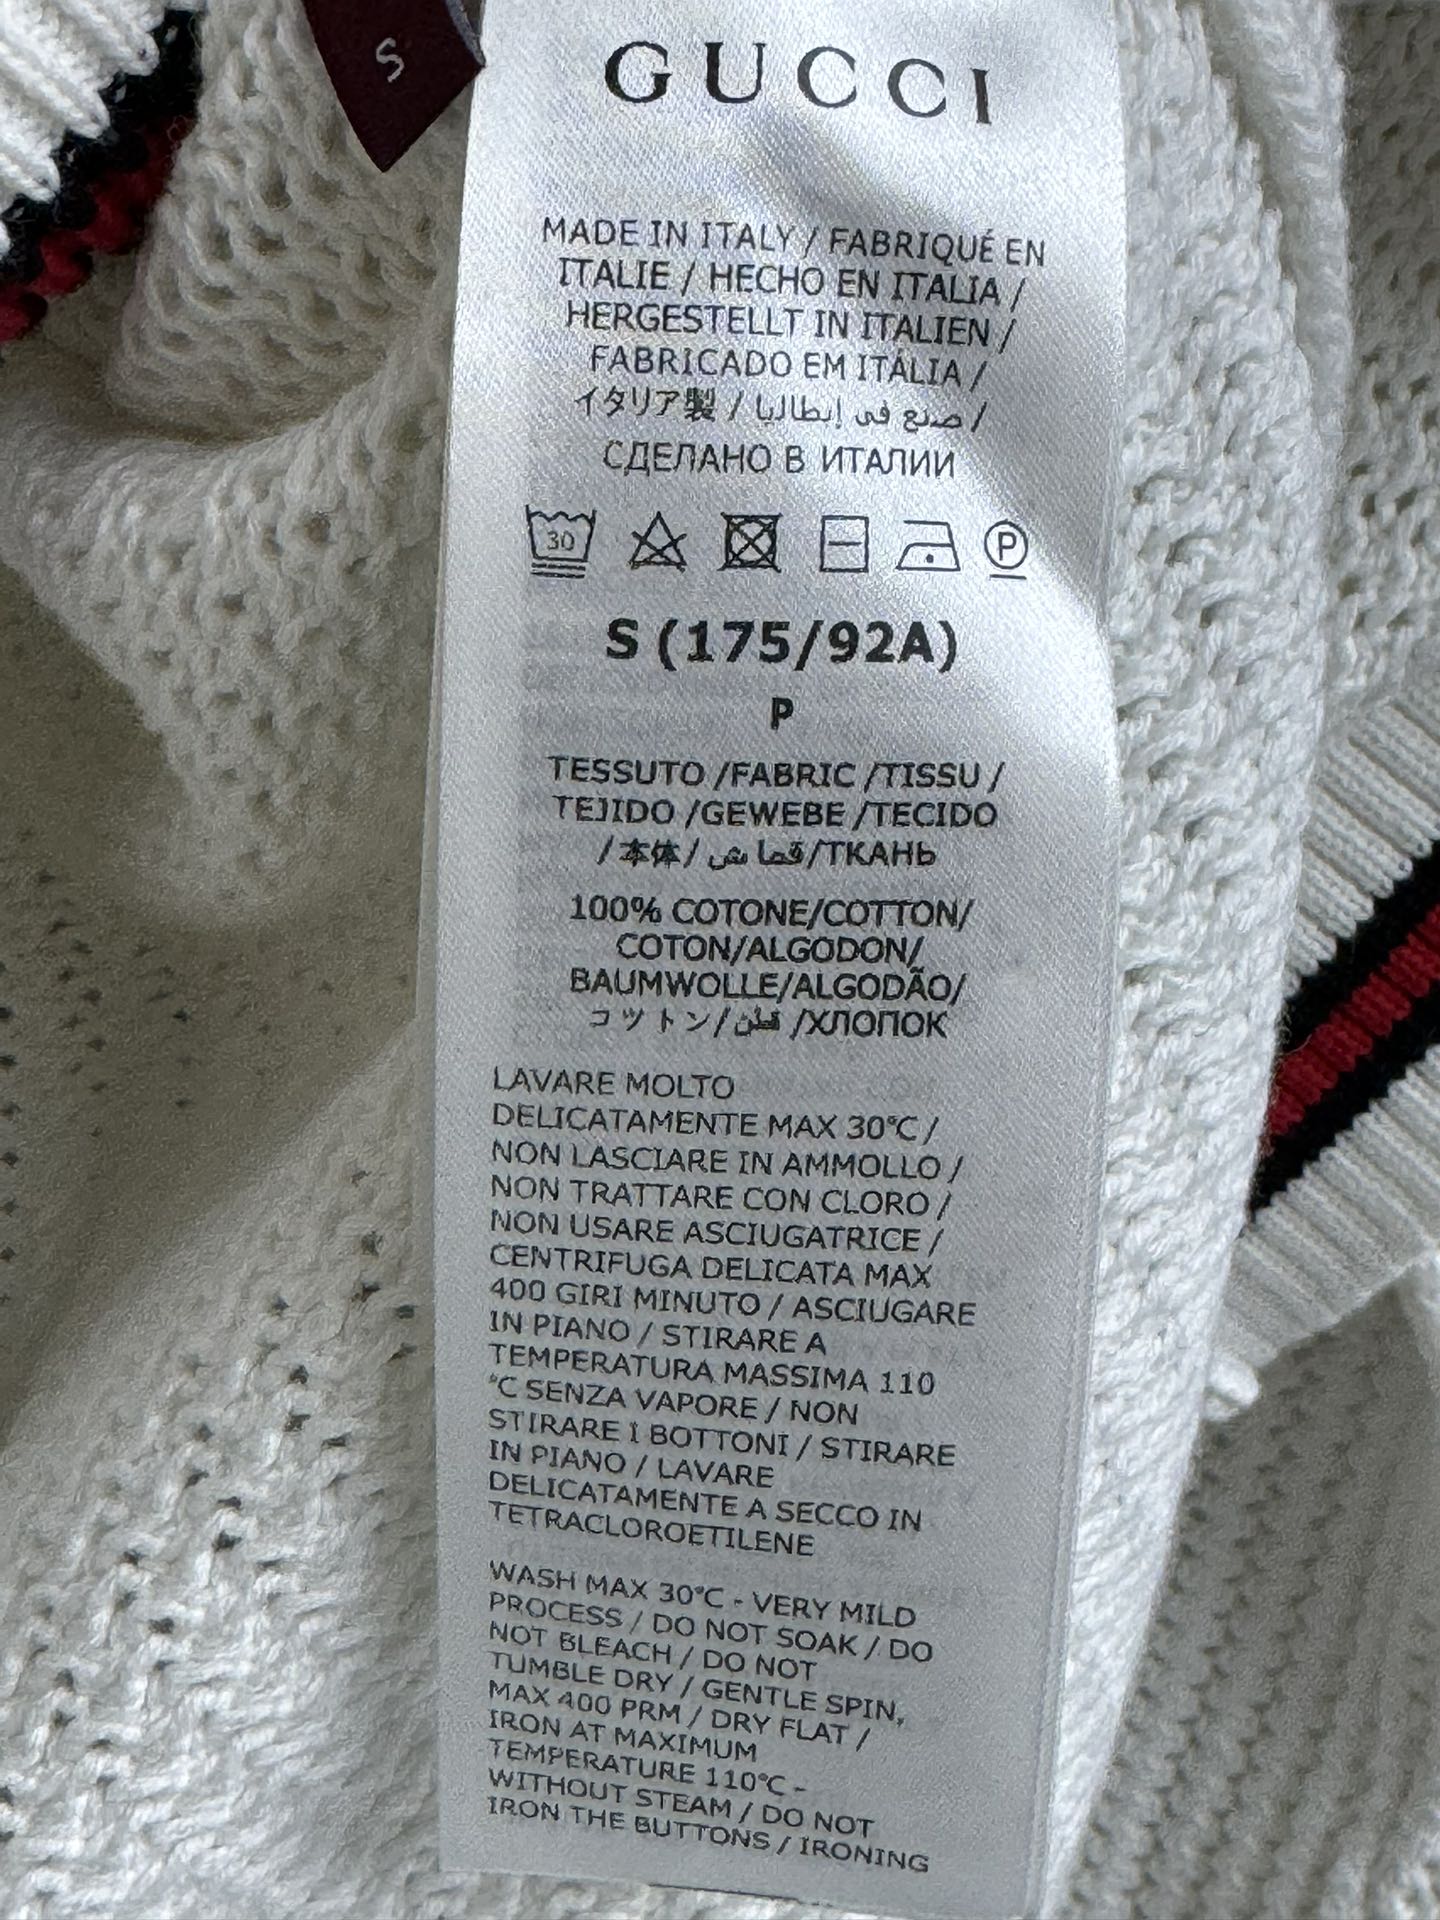 S
GUCCI
MADE IN ITALY / FABRIQUÉ EN
ITALIE / HECHO EN ITALIA /
HERGESTELLT IN ITALIEN /
FABRICADO EM ITÁLIA /
イタリア製 / صنع في إيطاليا /
СДЕЛАНО В ИТАЛИИ
30 P
S (175/92A)
P
TESSUTO /FABRIC /TISSU /
TEJIDO /GEWEBE /TECIDO
/本体/ قماش /ТКАНЬ
100% COTONE/COTTON/
COTON/ALGODON/
BAUMWOLLE/ALGODÃO/
コットン/قطن /ХЛОПОК
LAVARE MOLTO
DELICATAMENTE MAX 30°C /
NON LASCIARE IN AMMOLLO /
NON TRATTARE CON CLORO /
NON USARE ASCIUGATRICE /
CENTRIFUGA DELICATA MAX
400 GIRI MINUTO / ASCIUGARE
IN PIANO / STIRARE A
TEMPERATURA MASSIMA 110
°C SENZA VAPORE / NON
STIRARE I BOTTONI / STIRARE
IN PIANO / LAVARE
DELICATAMENTE A SECCO IN
TETRACLOROETILENE
WASH MAX 30°C - VERY MILD
PROCESS / DO NOT SOAK / DO
NOT BLEACH / DO NOT
TUMBLE DRY / GENTLE SPIN,
MAX 400 PRM / DRY FLAT /
IRON AT MAXIMUM
TEMPERATURE 110°C -
WITHOUT STEAM / DO NOT
IRON THE BUTTONS / IRONING